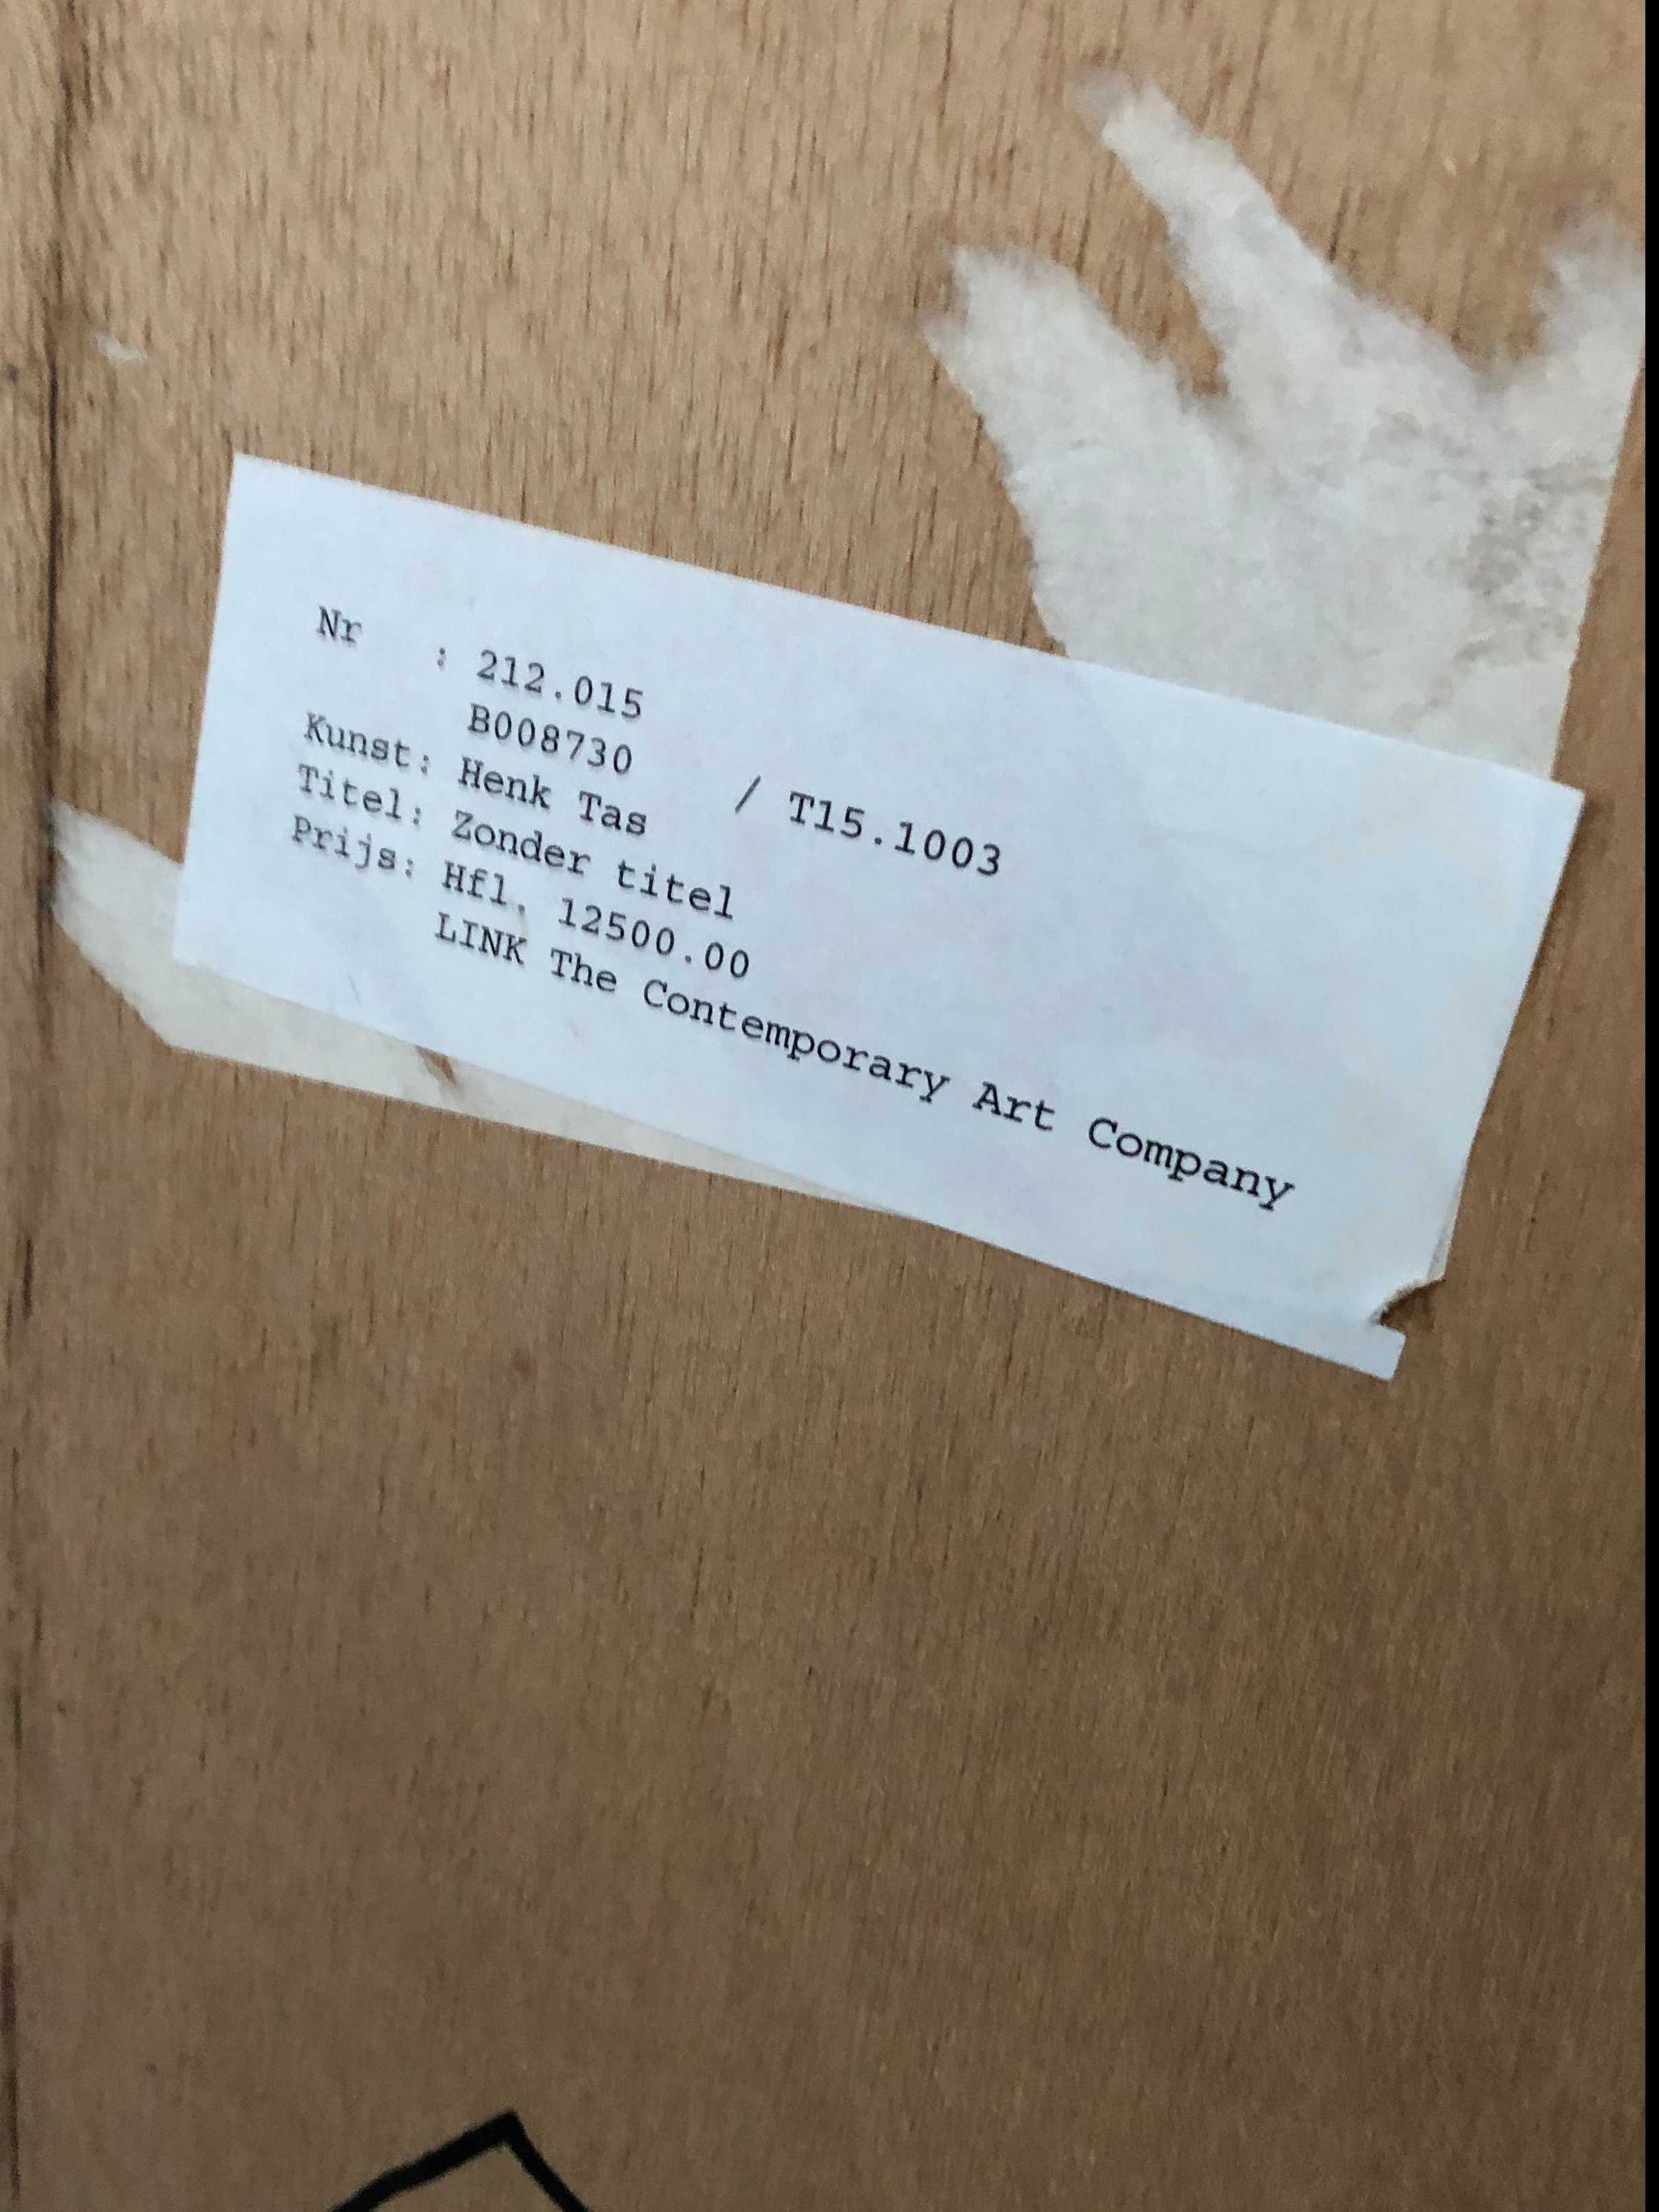 Nr : 212.015
B008730 / T15.1003
Kunst: Henk Tas
Titel: Zonder titel
Prijs: Hfl. 12500.00
LINK The Contemporary Art Company